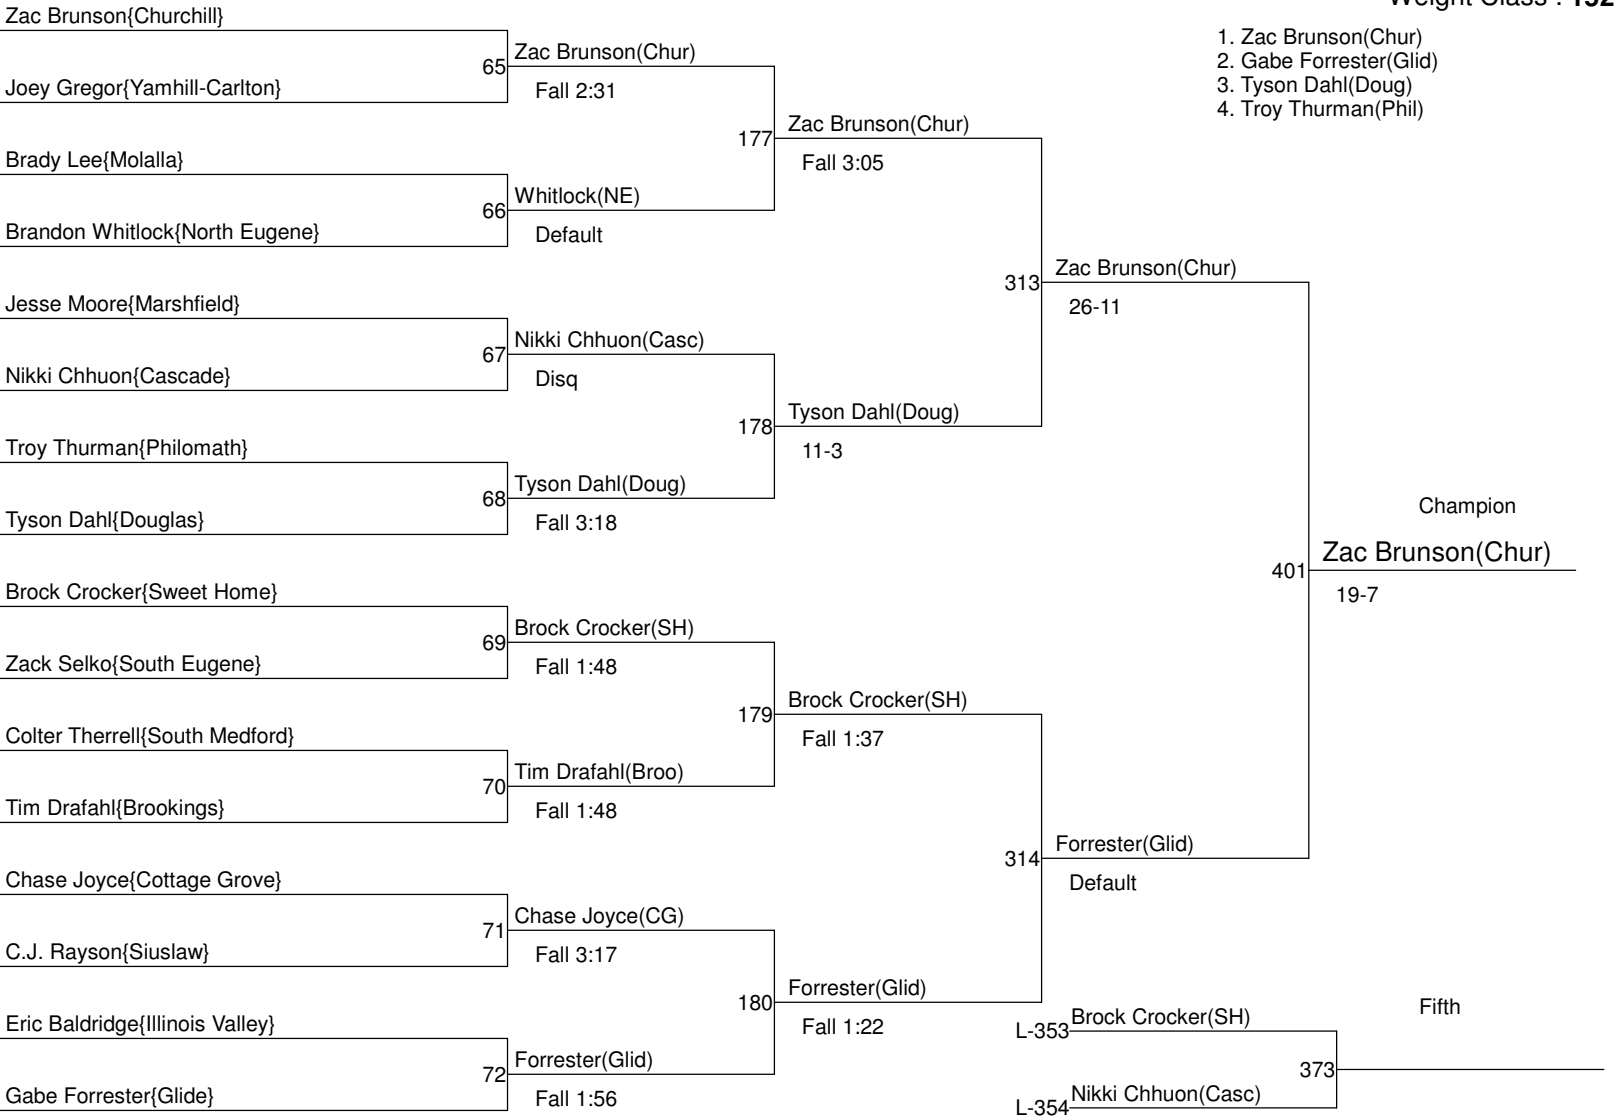 Weight Class : 152
1. Zac Brunson(Chur)
2. Gabe Forrester(Glid)
3. Tyson Dahl(Doug)
4. Troy Thurman(Phil)
Zac Brunson{Churchill}
Joey Gregor{Yamhill-Carlton}
Brady Lee{Molalla}
Brandon Whitlock{North Eugene}
Jesse Moore{Marshfield}
Nikki Chhuon{Cascade}
Troy Thurman{Philomath}
Tyson Dahl{Douglas}
Brock Crocker{Sweet Home}
Zack Selko{South Eugene}
Colter Therrell{South Medford}
Tim Drafahl{Brookings}
Chase Joyce{Cottage Grove}
C.J. Rayson{Siuslaw}
Eric Baldridge{Illinois Valley}
Gabe Forrester{Glide}
65 Zac Brunson(Chur)
Fall 2:31
66 Whitlock(NE)
Default
67 Nikki Chhuon(Casc)
Disq
68 Tyson Dahl(Doug)
Fall 3:18
69 Brock Crocker(SH)
Fall 1:48
70 Tim Drafahl(Broo)
Fall 1:48
71 Chase Joyce(CG)
Fall 3:17
72 Forrester(Glid)
Fall 1:56
177 Zac Brunson(Chur)
Fall 3:05
178 Tyson Dahl(Doug)
11-3
179 Brock Crocker(SH)
Fall 1:37
180 Forrester(Glid)
Fall 1:22
313 Zac Brunson(Chur)
26-11
314 Forrester(Glid)
Default
Champion
401 Zac Brunson(Chur)
19-7
Fifth
L-353 Brock Crocker(SH)
373
L-354 Nikki Chhuon(Casc)